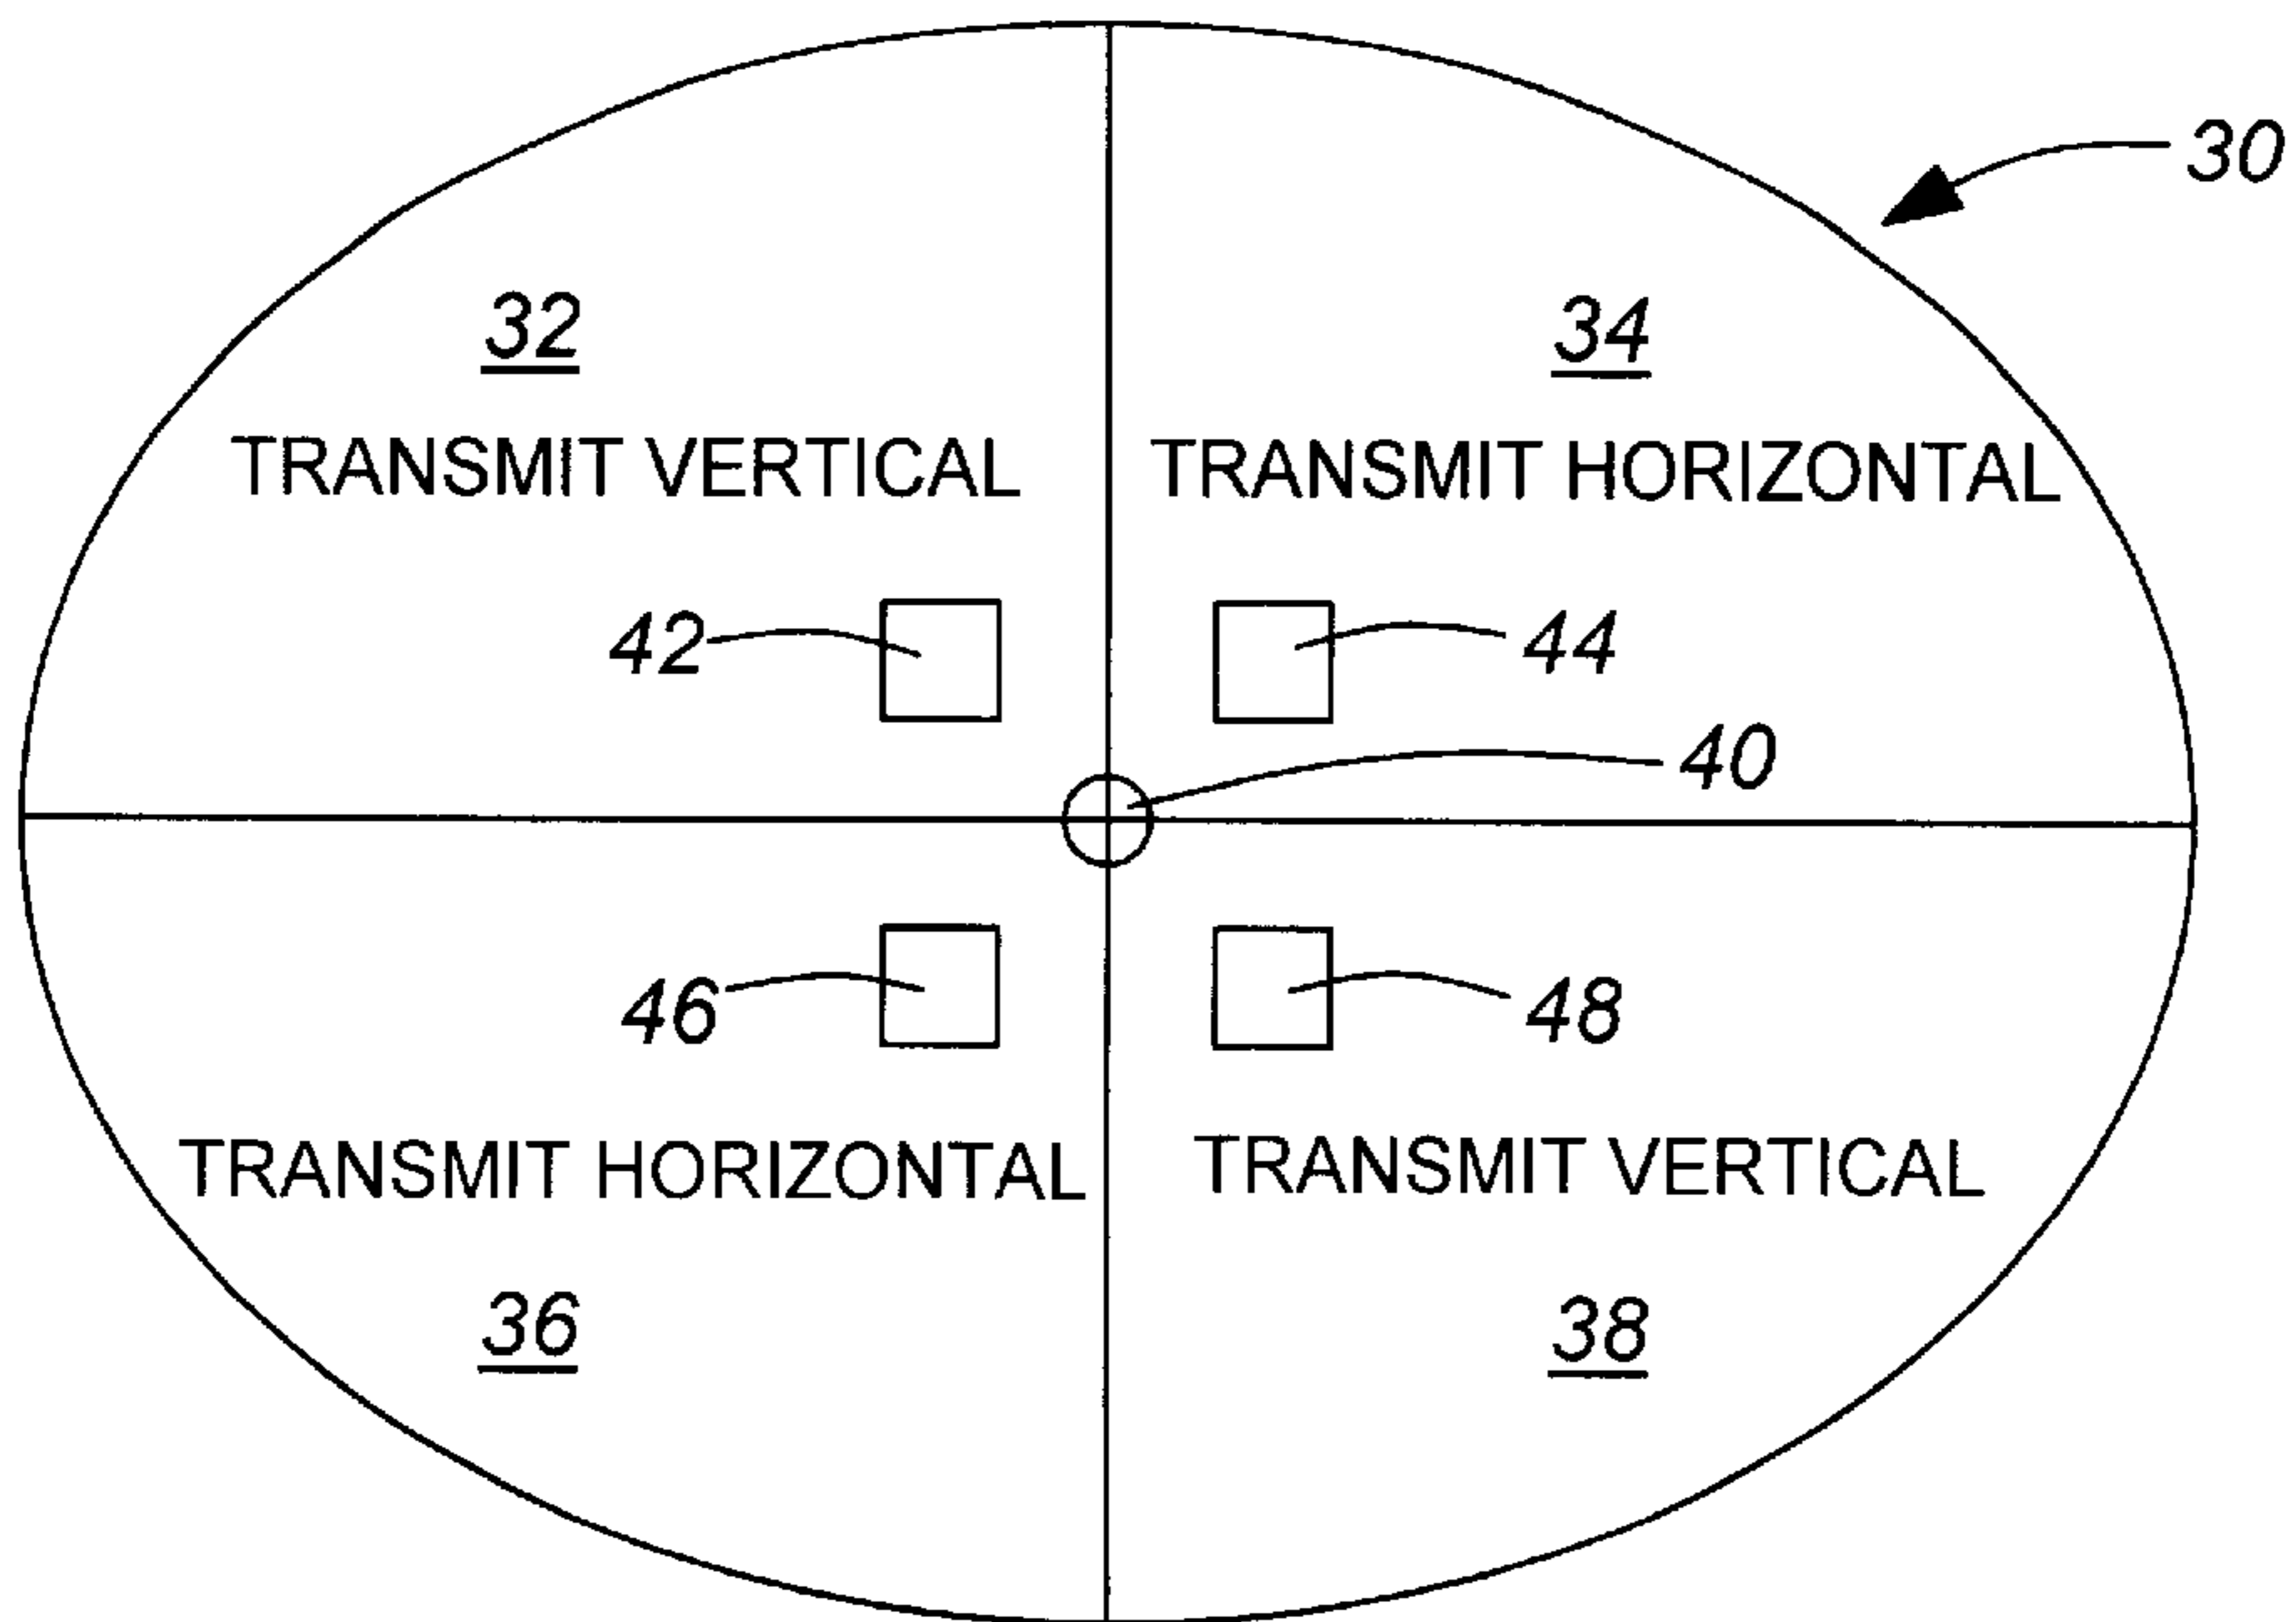 30
32
34
TRANSMIT VERTICAL
TRANSMIT HORIZONTAL
42
44
40
46
48
TRANSMIT HORIZONTAL
TRANSMIT VERTICAL
36
38